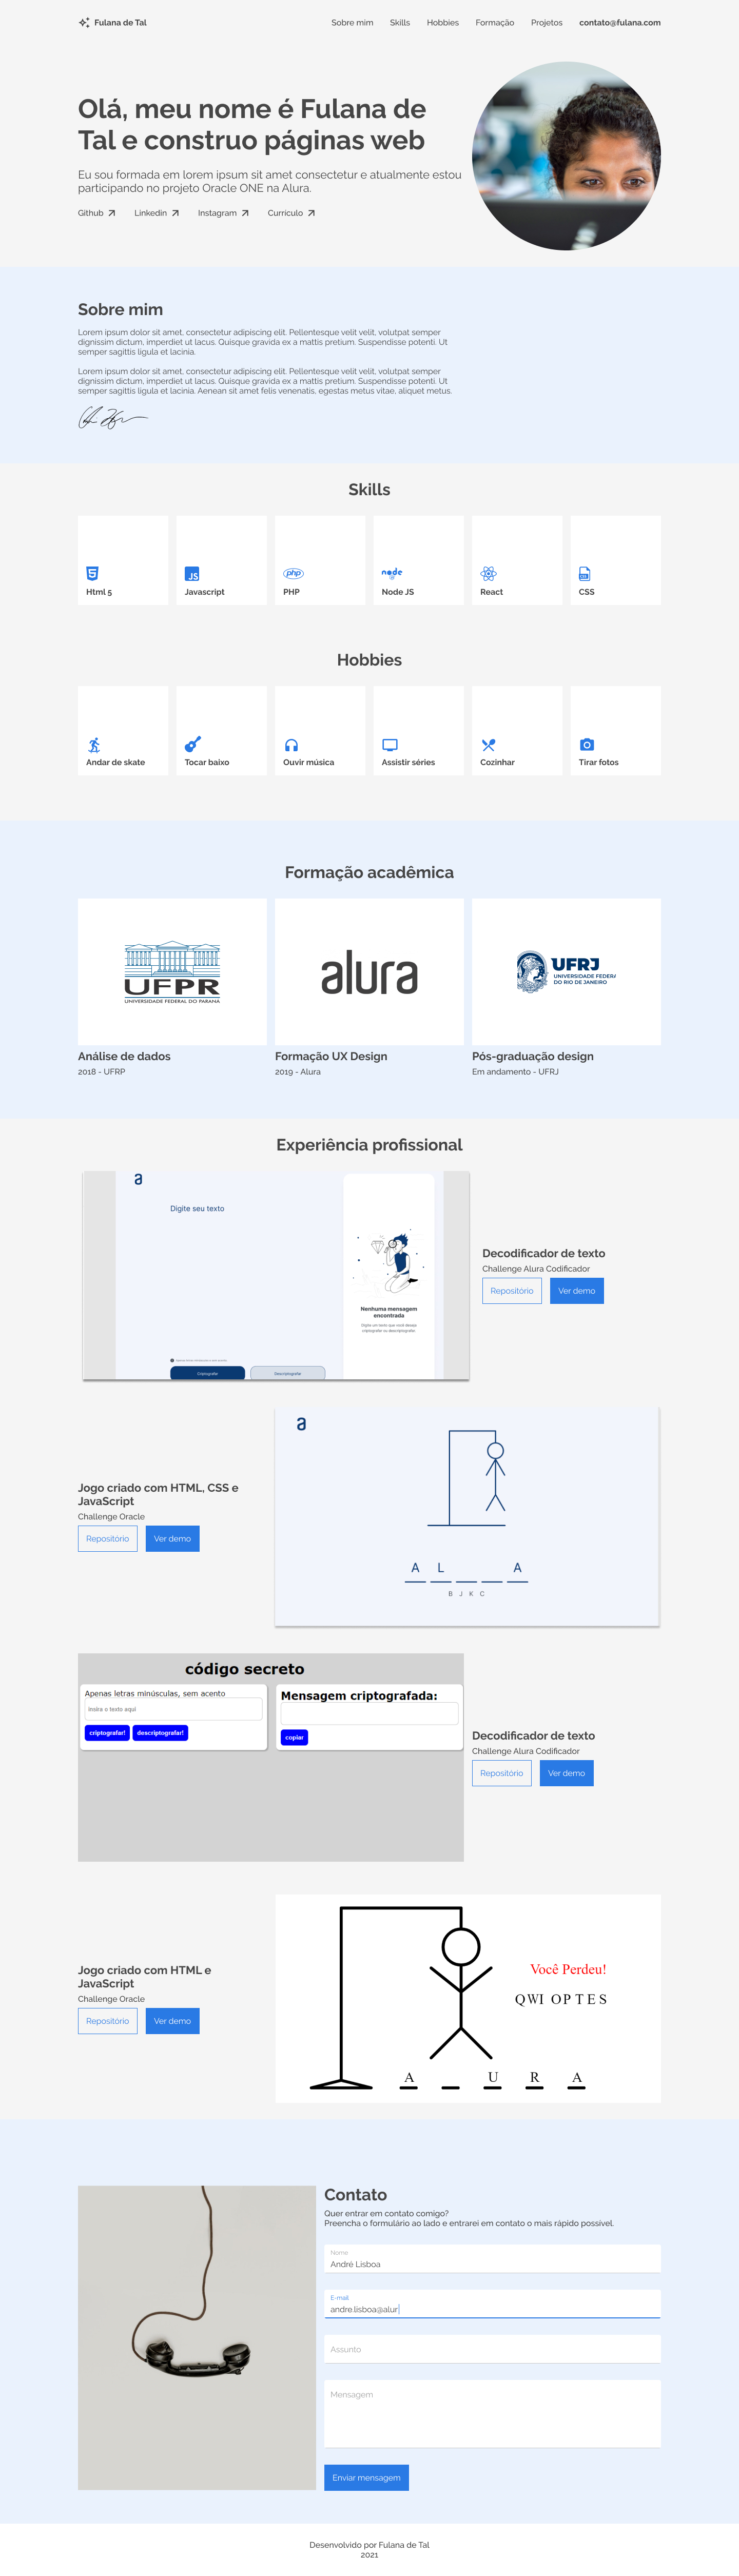 Fulana de Tal
Sobre mim
Skills
Hobbies
Formação
Projetos
contato@fulana.com
Olá, meu nome é Fulana de
Tal e construo páginas web
Eu sou formada em lorem ipsum sit amet consectetur e atualmente estou
participando no projeto Oracle ONE na Alura.
Github
Linkedin
Instagram
Currículo
Sobre mim
Lorem ipsum dolor sit amet, consectetur adipiscing elit. Pellentesque velit velit, volutpat semper
dignissim dictum, imperdiet ut lacus. Quisque gravida ex a mattis pretium. Suspendisse potenti. Ut
semper sagittis ligula et lacinia.
Lorem ipsum dolor sit amet, consectetur adipiscing elit. Pellentesque velit velit, volutpat semper
dignissim dictum, imperdiet ut lacus. Quisque gravida ex a mattis pretium. Suspendisse potenti. Ut
semper sagittis ligula et lacinia. Aenean sit amet felis venenatis, egestas metus vitae, aliquet metus.
Skills
5
JS
php
node
CSS
Html 5
Javascript
PHP
Node JS
React
CSS
Hobbies
Andar de skate
Tocar baixo
Ouvir música
Assistir séries
Cozinhar
Tirar fotos
Formação acadêmica
UFPR
UNIVERSIDADE FEDERAL DO PARANÁ
alura
UFRJ
UNIVERSIDADE FEDERA
DO RIO DE JANEIRO
Análise de dados
2018 - UFRP
Formação UX Design
2019 - Alura
Pós-graduação design
Em andamento - UFRJ
Experiência profissional
a
Digite seu texto
Nenhuma mensagem
encontrada
Digite um texto que você deseja
criptografar ou descriptografar.
Criptografar
Descriptografar
Decodificador de texto
Challenge Alura Codificador
Repositório
Ver demo
Jogo criado com HTML, CSS e
JavaScript
Challenge Oracle
Repositório
Ver demo
a
A L A
B J K C
código secreto
Apenas letras minúsculas, sem acento
Insira o texto aqui
criptografar!
descriptografar!
Mensagem criptografada:
copiar
Decodificador de texto
Challenge Alura Codificador
Repositório
Ver demo
Jogo criado com HTML e
JavaScript
Challenge Oracle
Repositório
Ver demo
Você Perdeu!
QWI OPTES
A U R A
Contato
Quer entrar em contato comigo?
Preencha o formulário ao lado e entrarei em contato o mais rápido possível.
Nome
André Lisboa
E-mail
andre.lisboa@alur
Assunto
Mensagem
Enviar mensagem
Desenvolvido por Fulana de Tal
2021